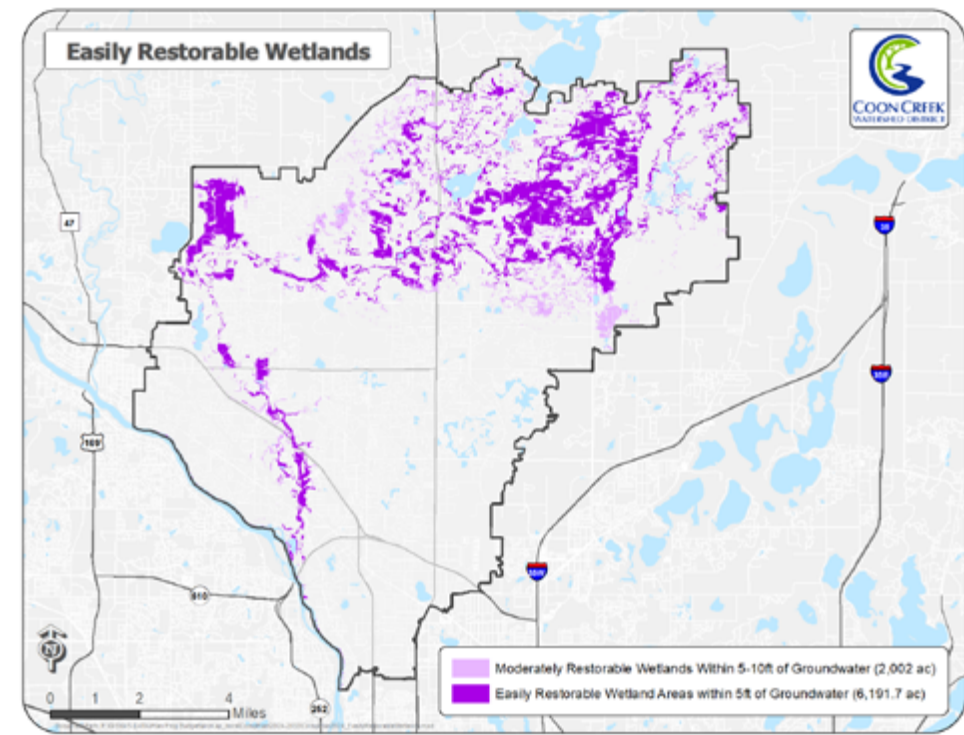 Easily Restorable Wetlands
COON CREEK
WATERSHED DISTRICT
47
35
35E
169
35W
610
252
N
Moderately Restorable Wetlands Within 5-10ft of Groundwater (2,002 ac)
Easily Restorable Wetland Areas within 5ft of Groundwater (6,191.7 ac)
0 1 2 4
Miles